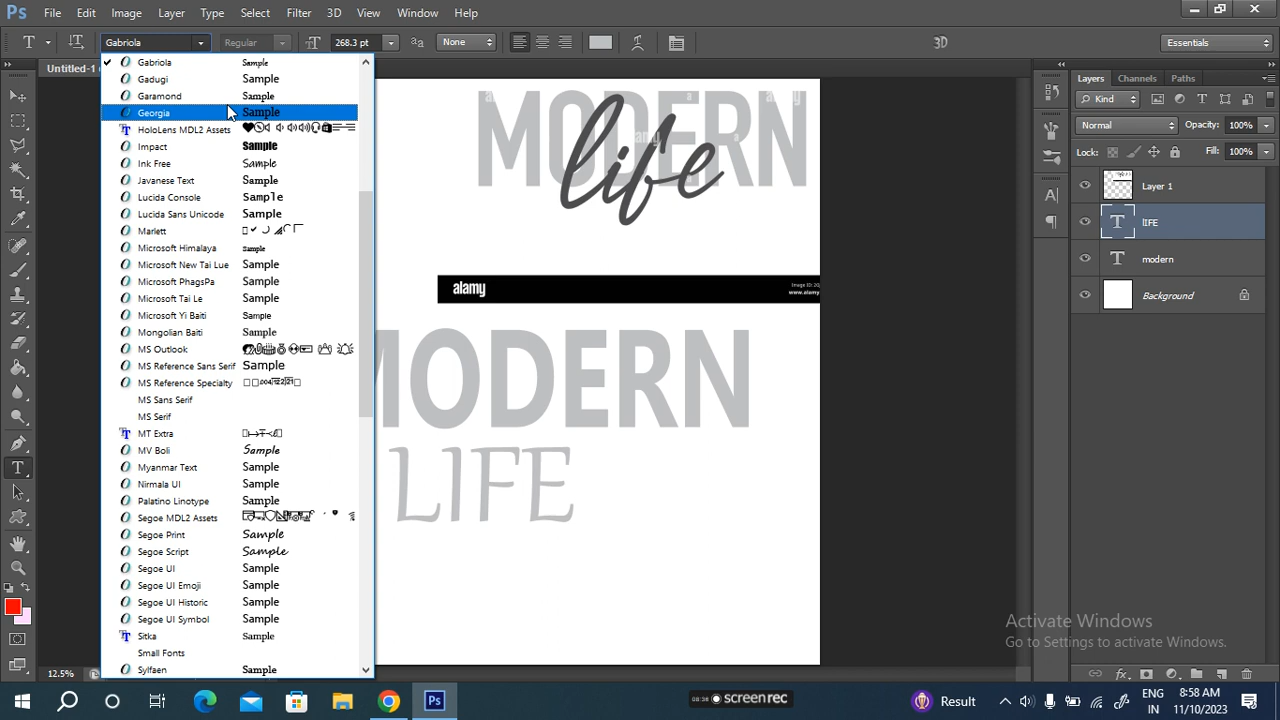 Ps File Edit Image Layer Type Select Filter 3D View Window Help
T Gabriola Regular T 268.3 pt aa None 3D Essentials
Untitled-1
Gabriola Sample
Gadugi Sample
Garamond Sample
Georgia Sample
HoloLens MDL2 Assets
Impact Sample
Ink Free Sample
Javanese Text Sample
Lucida Console Sample
Lucida Sans Unicode Sample
Marlett
Microsoft Himalaya Sample
Microsoft New Tai Lue Sample
Microsoft PhagsPa Sample
Microsoft Tai Le Sample
Microsoft Yi Baiti Sample
Mongolian Baiti Sample
MS Outlook
MS Reference Sans Serif Sample
MS Reference Specialty
MS Sans Serif
MS Serif
MT Extra
MV Boli Sample
Myanmar Text Sample
Nirmala UI Sample
Palatino Linotype Sample
Segoe MDL2 Assets
Segoe Print Sample
Segoe Script Sample
Segoe UI Sample
Segoe UI Emoji Sample
Segoe UI Historic Sample
Segoe UI Symbol Sample
Sitka Sample
Small Fonts
Sylfaen Sample
MODERN
life
alamy
www.alamy
MODERN
LIFE
Layers Channels Paths
100%
Fill: 100%
Layer 1
lIFE
modern
Background
Activate Windows
Go to Settings to activate Windows.
12.5%
08:36 screenrec
Result
ENG
IN 11/10/2023